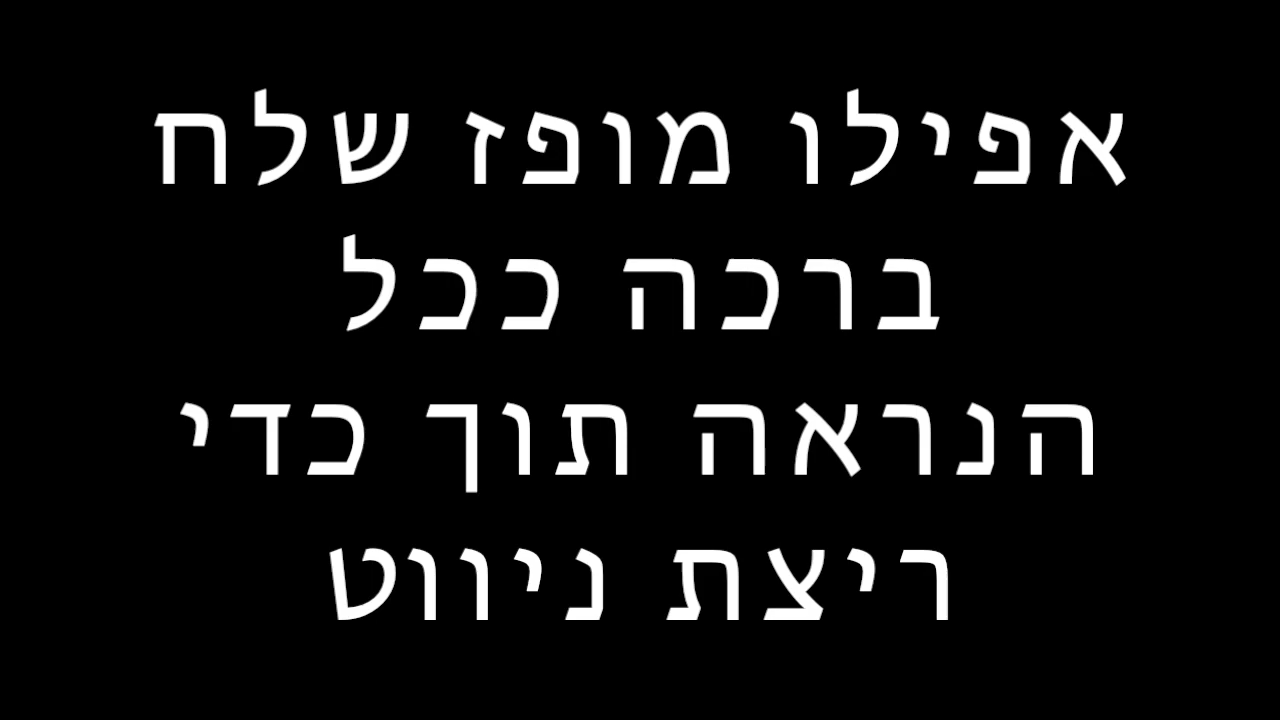 אפילו מופז שלח
ברכה ככל
הנראה תוך כדי
ריצת ניווט